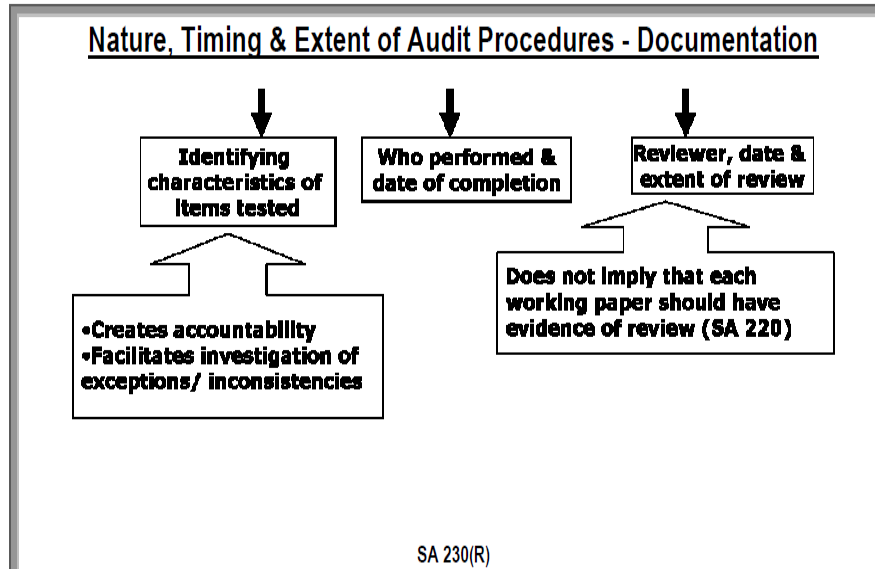 Nature, Timing & Extent of Audit Procedures - Documentation
Identifying
characteristics of
items tested
Who performed &
date of completion
Reviewer, date &
extent of review
Does not imply that each
working paper should have
evidence of review (SA 220)
•Creates accountability
•Facilitates investigation of
exceptions/ inconsistencies
SA 230(R)